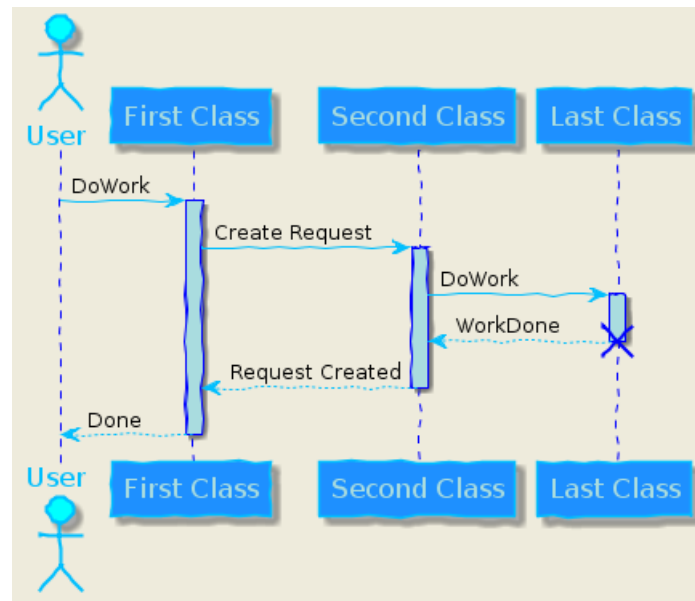 User
First Class
Second Class
Last Class
DoWork
Create Request
DoWork
WorkDone
Request Created
Done
User
First Class
Second Class
Last Class